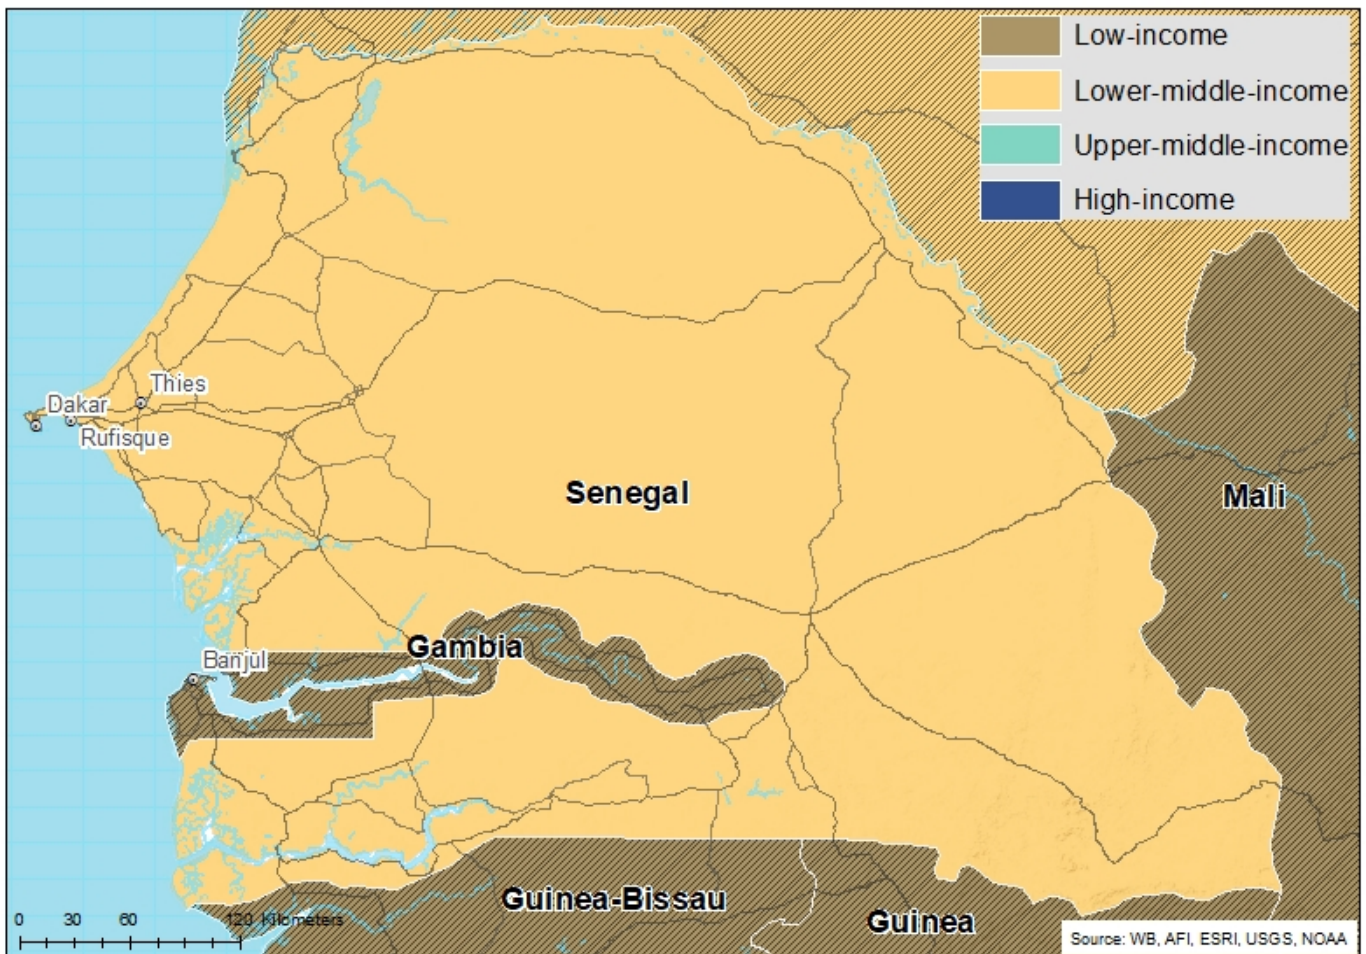 Low-income
Lower-middle-income
Upper-middle-income
High-income
Thies
Dakar
Rufisque
Senegal
Mali
Gambia
Banjul
Guinea-Bissau
Guinea
0 30 60 120 Kilometers
Source: WB, AFI, ESRI, USGS, NOAA